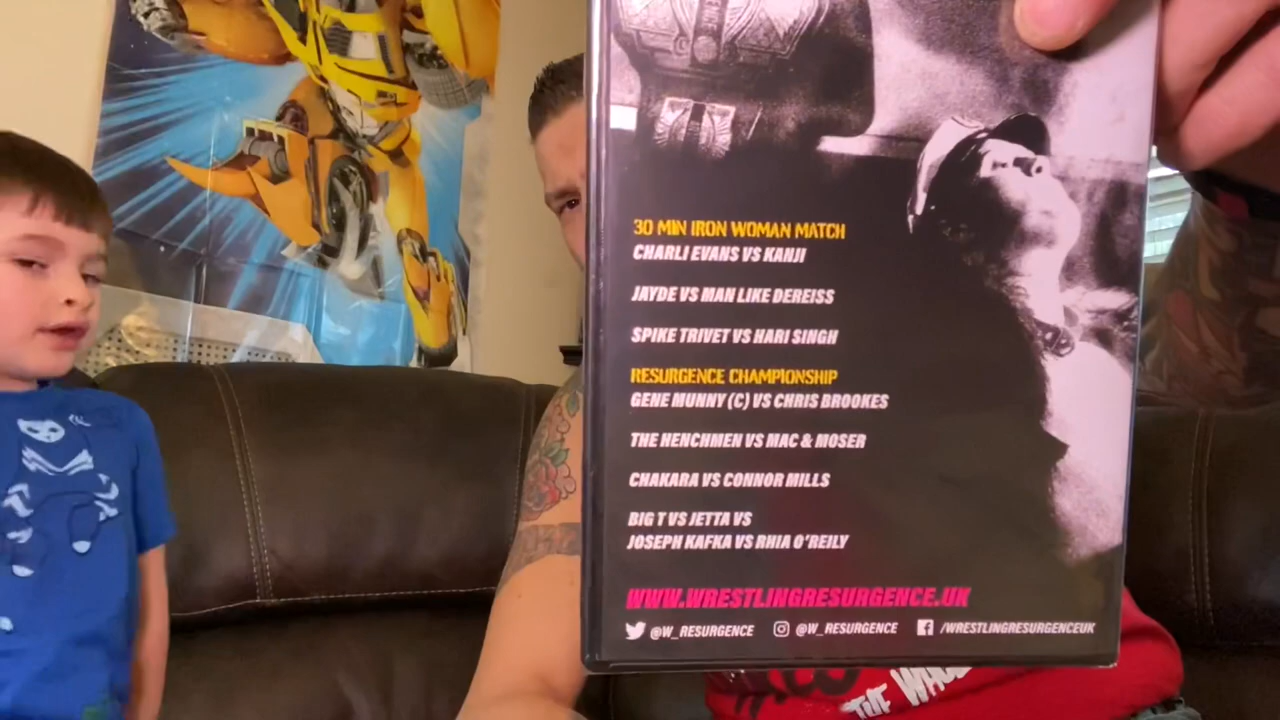 30 MIN IRON WOMAN MATCH
CHARLI EVANS VS KANJI
JAYDE VS MAN LIKE DEREISS
SPIKE TRIVET VS HARI SINGH
RESURGENCE CHAMPIONSHIP
GENE MUNNY (C) VS CHRIS BROOKES
THE HENCHMEN VS MAC & MOSER
CHAKARA VS CONNOR MILLS
BIG T VS JETTA VS
JOSEPH KAFKA VS RHIA O'REILY
WWW.WRESTLINGRESURGENCE.UK
@W_RESURGENCE @W_RESURGENCE /WRESTLINGRESURGENCEUK
THE